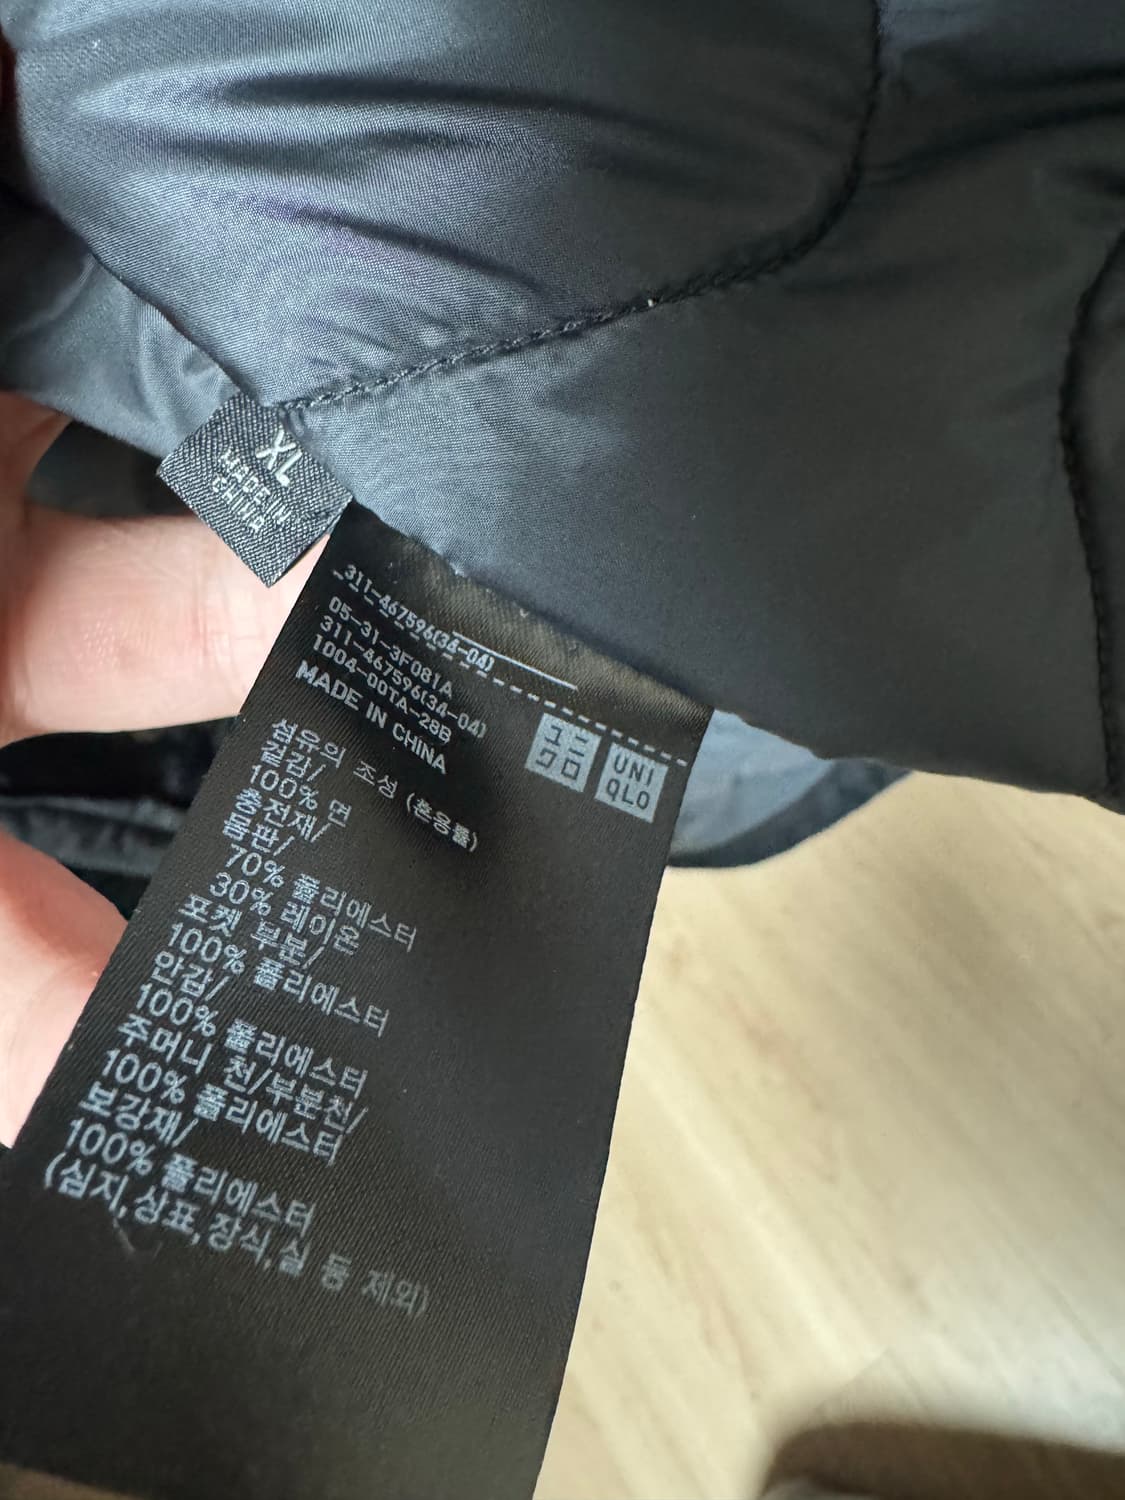 XL
MADE IN
CHINA
311-467596(34-04)
05-31-3F081A
311-467596(34-04)
1004-00TA-28B
MADE IN CHINA
ユニ
クロ
UNI
QLO
섬유의 조성 (혼용률)
겉감/
100% 면
충전재/
몸판/
70% 폴리에스터
30% 레이온
포켓 부분/
100% 폴리에스터
안감/
100% 폴리에스터
주머니 천/부분천/
100% 폴리에스터
보강재/
100% 폴리에스터
(심지,상표,장식,실 등 제외)